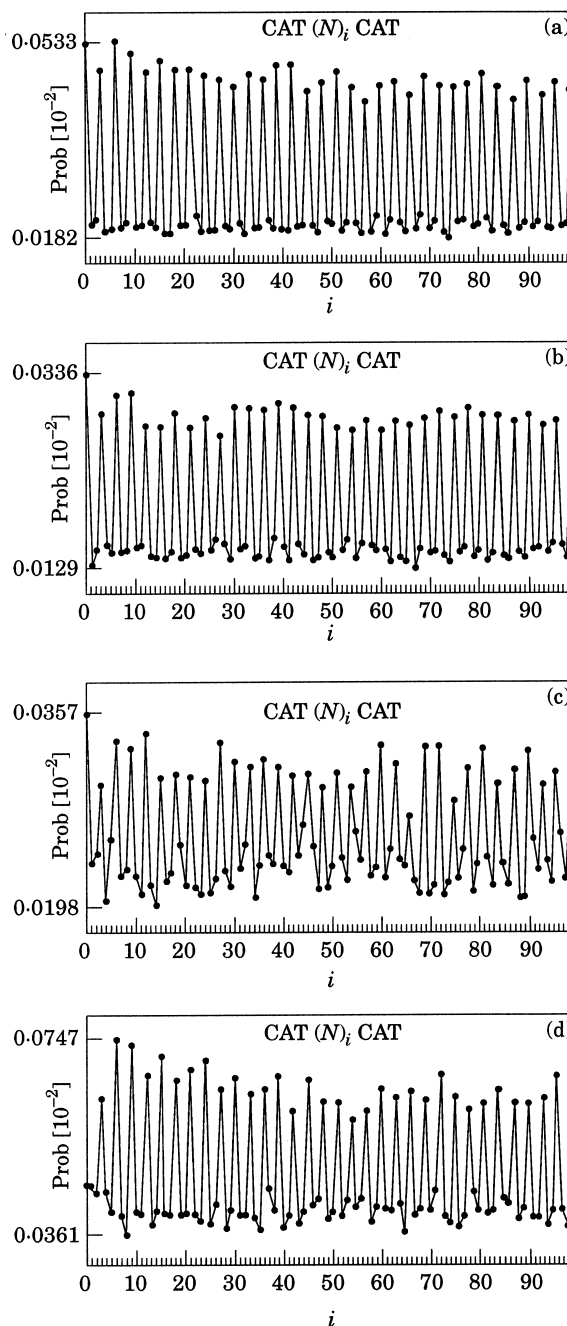 CAT (N)i CAT
(a)
0·0533
Prob [10⁻²]
0·0182
0 10 20 30 40 50 60 70 80 90
i
CAT (N)i CAT
(b)
0·0336
Prob [10⁻²]
0·0129
0 10 20 30 40 50 60 70 80 90
i
CAT (N)i CAT
(c)
0·0357
Prob [10⁻²]
0·0198
0 10 20 30 40 50 60 70 80 90
i
CAT (N)i CAT
(d)
0·0747
Prob [10⁻²]
0·0361
0 10 20 30 40 50 60 70 80 90
i